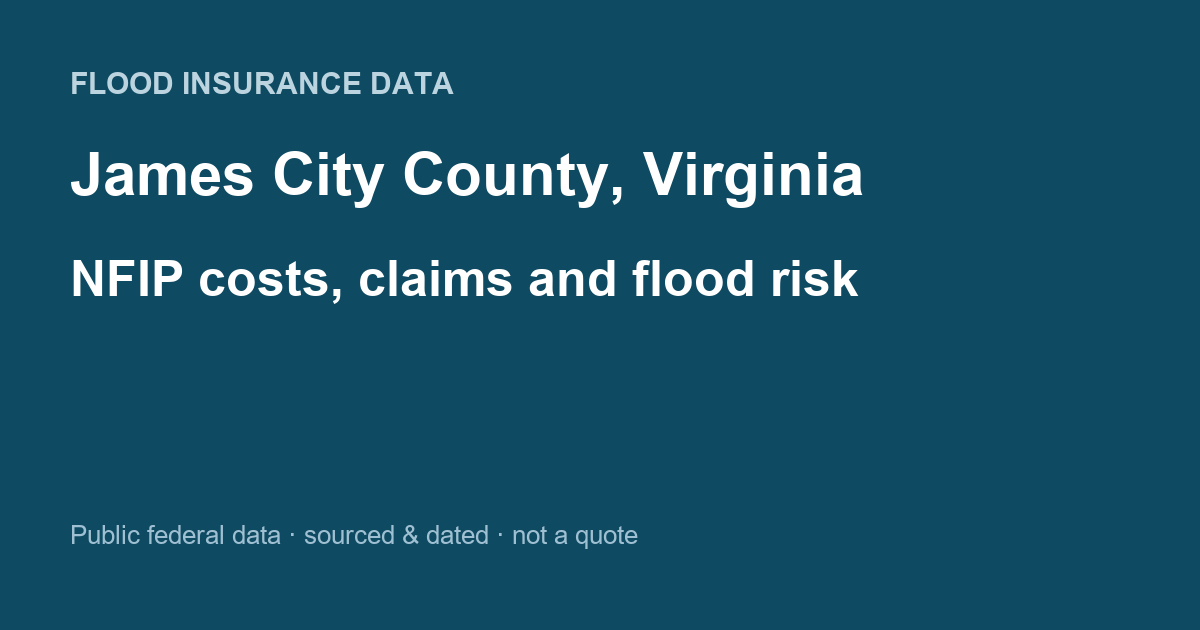 FLOOD INSURANCE DATA
James City County, Virginia
NFIP costs, claims and flood risk
Public federal data · sourced & dated · not a quote